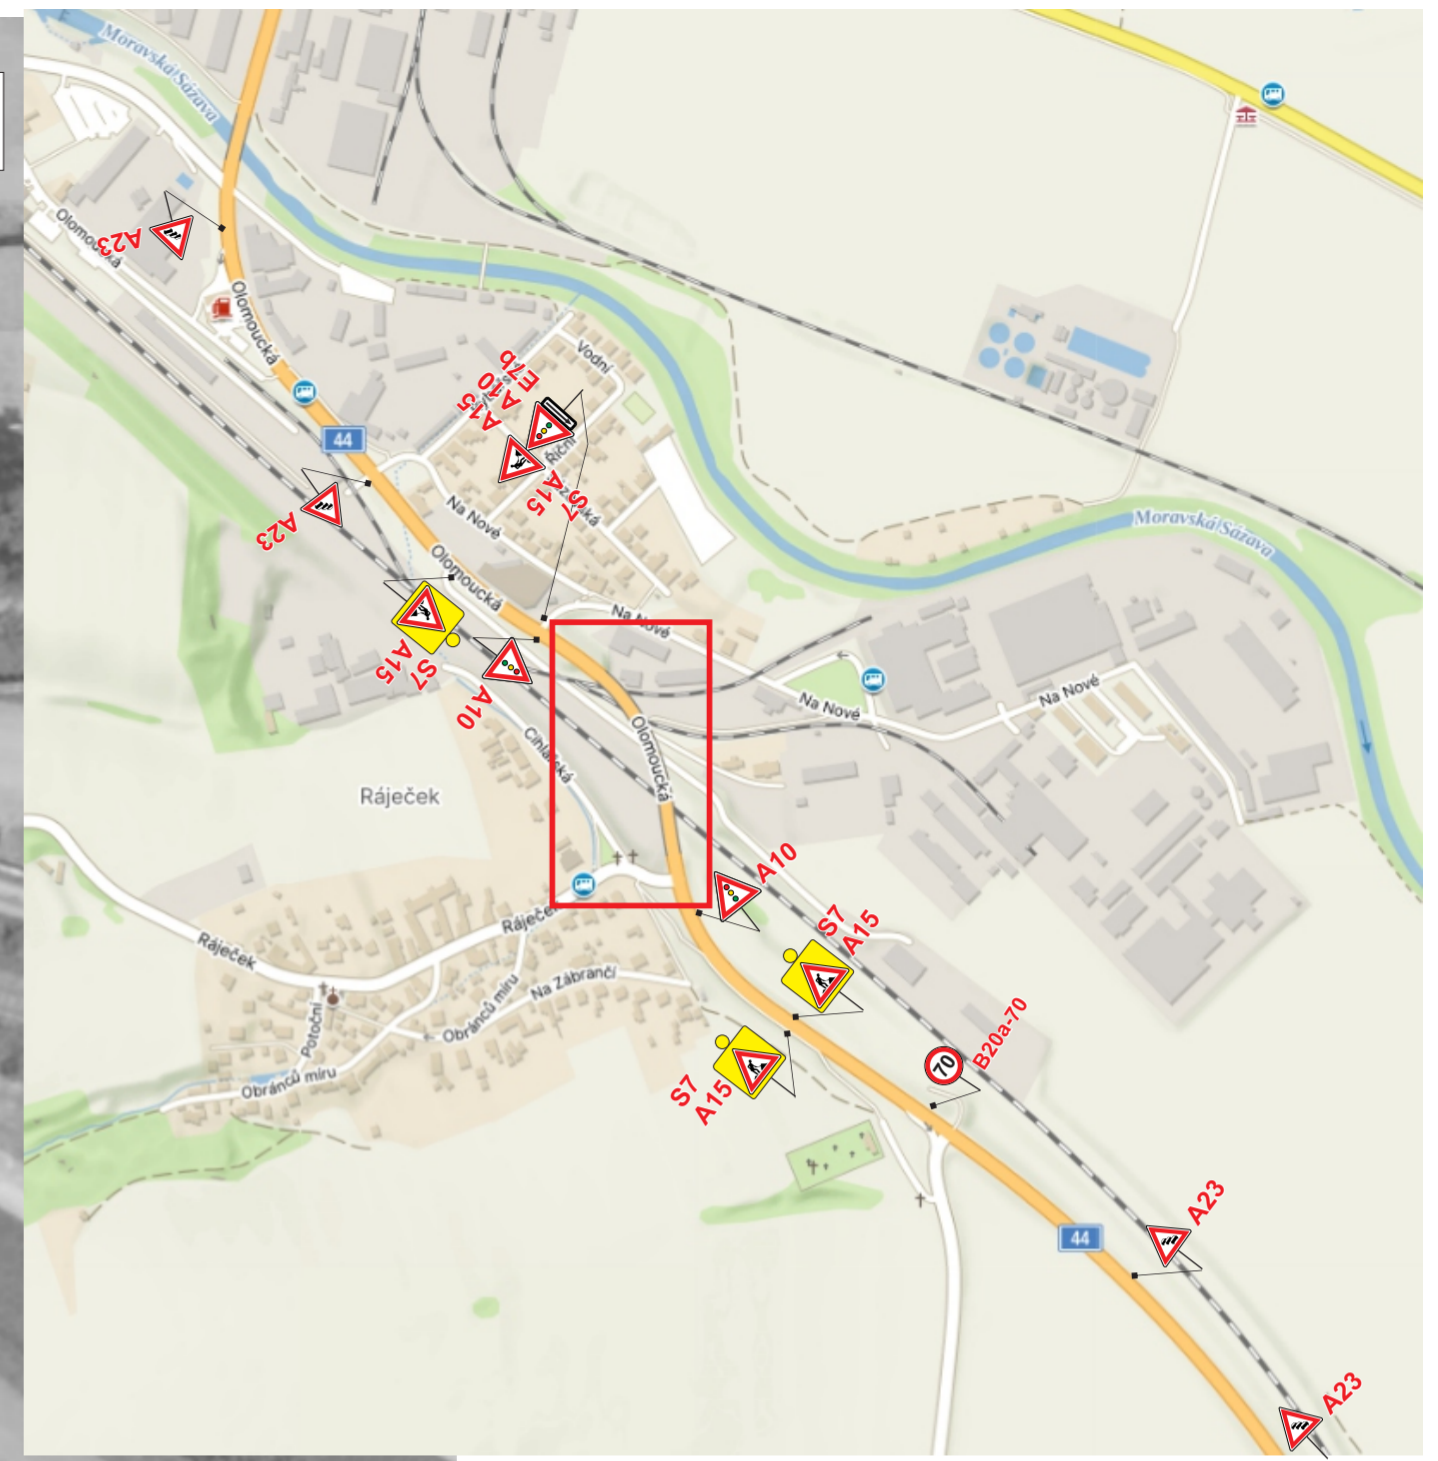 Moravská Sázava
Olomoucká
A23
Olomoucká
44
Vodní
E7b
A10
A15
Říční
S7
A15
A23
Na Nové
Olomoucká
Na Nové
S7
A15
A10
Moravská Sázava
Na Nové
Na Nové
Olomoucká
Cihlářská
Ráječek
A10
S7
A15
Ráječek
Ráječek
Na Zábrančí
Obránců míru
Potoční
Obránců míru
S7
A15
70
B20a-70
44
A23
A23